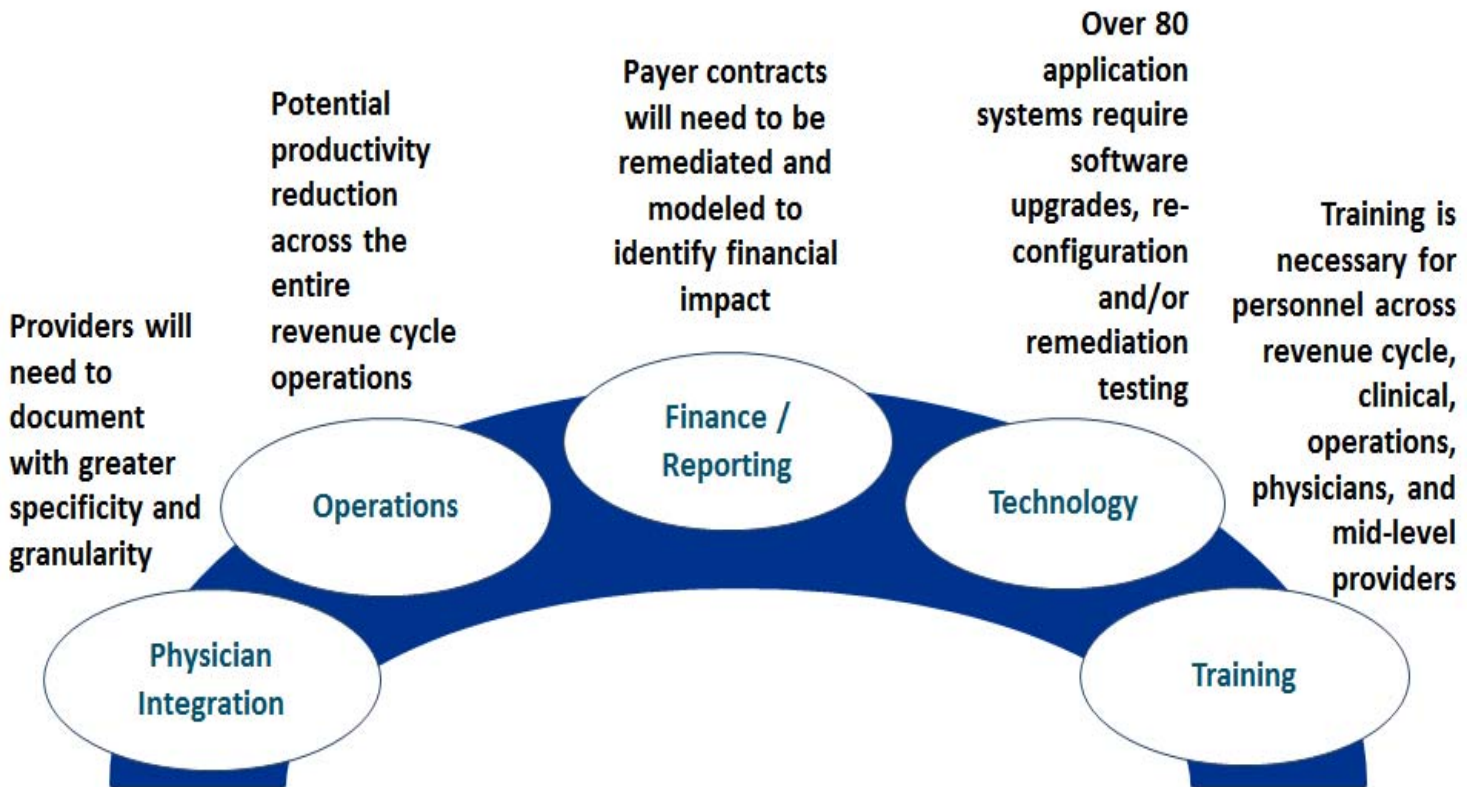 Providers will
need to
document
with greater
specificity and
granularity
Physician
Integration
Potential
productivity
reduction
across the
entire
revenue cycle
operations
Operations
Payer contracts
will need to be
remediated and
modeled to
identify financial
impact
Finance /
Reporting
Over 80
application
systems require
software
upgrades, re-
configuration
and/or
remediation
testing
Technology
Training is
necessary for
personnel across
revenue cycle,
clinical,
operations,
physicians, and
mid-level
providers
Training